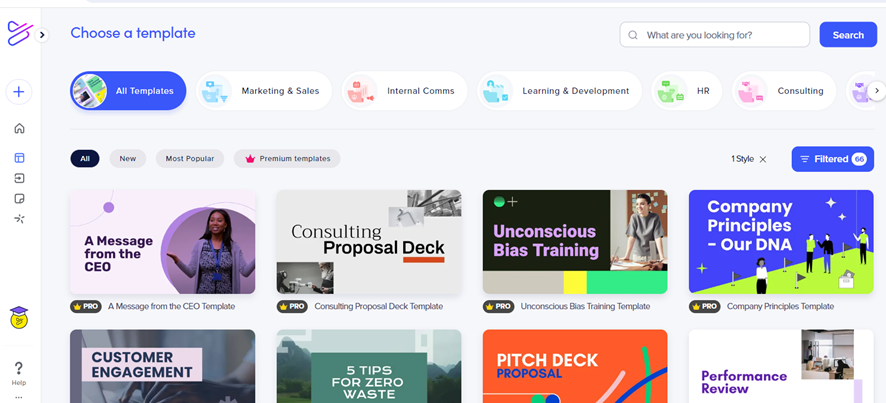 Choose a template
What are you looking for?
Search
All Templates
Marketing & Sales
Internal Comms
Learning & Development
HR
Consulting
All
New
Most Popular
Premium templates
1 Style
Filtered 66
A Message
from the
CEO
Consulting
Proposal Deck
Unconscious
Bias Training
Company
Principles
- Our DNA
PRO A Message from the CEO Template
PRO Consulting Proposal Deck Template
PRO Unconscious Bias Training Template
PRO Company Principles Template
CUSTOMER
ENGAGEMENT
5 TIPS
FOR ZERO
WASTE
PITCH DECK
PROPOSAL
Performance
Review
Help